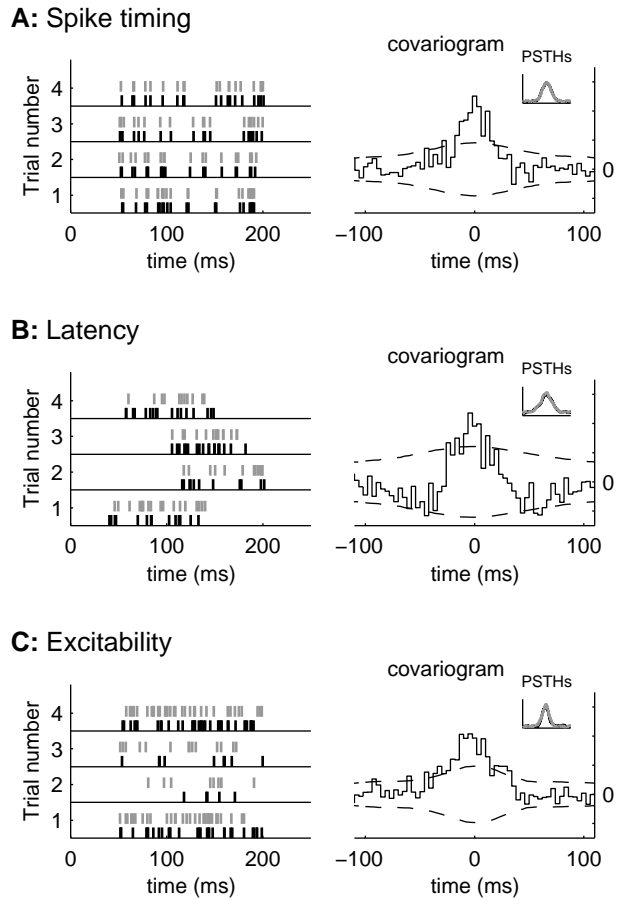 A: Spike timing
covariogram
PSTHs
Trial number
4
3
2
1
0
0 100 200
−100 0 100
time (ms)
time (ms)
B: Latency
covariogram
PSTHs
Trial number
4
3
2
1
0
0 100 200
−100 0 100
time (ms)
time (ms)
C: Excitability
covariogram
PSTHs
Trial number
4
3
2
1
0
0 100 200
−100 0 100
time (ms)
time (ms)